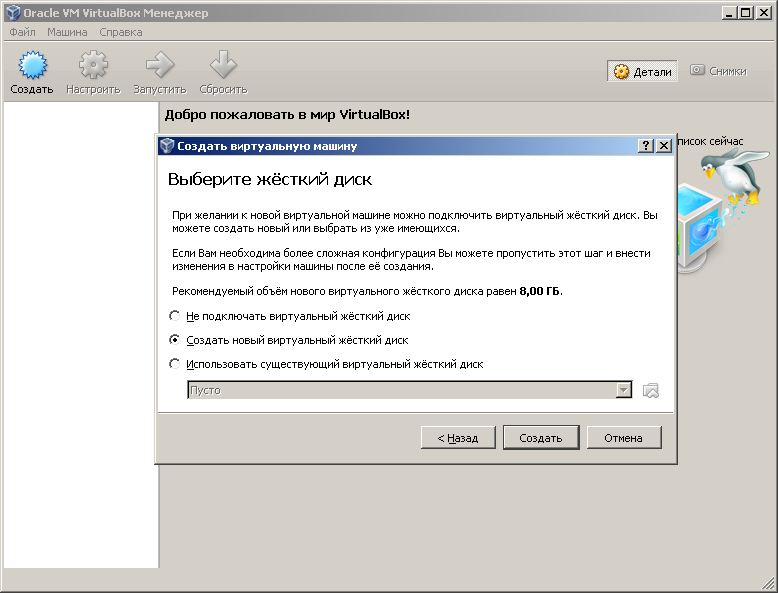 Oracle VM VirtualBox Менеджер
Файл Машина Справка
Создать Настроить Запустить Сбросить Детали Снимки
Добро пожаловать в мир VirtualBox!
писок сейчас
Создать виртуальную машину
Выберите жёсткий диск
При желании к новой виртуальной машине можно подключить виртуальный жёсткий диск. Вы
можете создать новый или выбрать из уже имеющихся.
Если Вам необходима более сложная конфигурация Вы можете пропустить этот шаг и внести
изменения в настройки машины после её создания.
Рекомендуемый объём нового виртуального жёсткого диска равен 8,00 ГБ.
Не подключать виртуальный жёсткий диск
Создать новый виртуальный жёсткий диск
Использовать существующий виртуальный жёсткий диск
Пусто
< Назад Создать Отмена